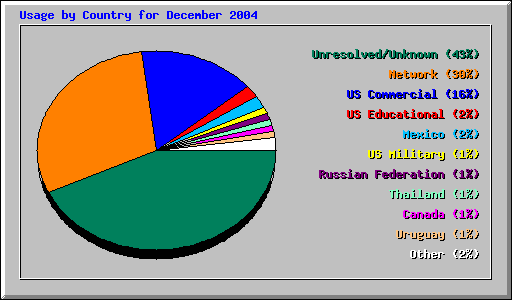 Usage by Country for December 2004
Unresolved/Unknown (43%)
Network (30%)
US Commercial (16%)
US Educational (2%)
Mexico (2%)
US Military (1%)
Russian Federation (1%)
Thailand (1%)
Canada (1%)
Uruguay (1%)
Other (2%)